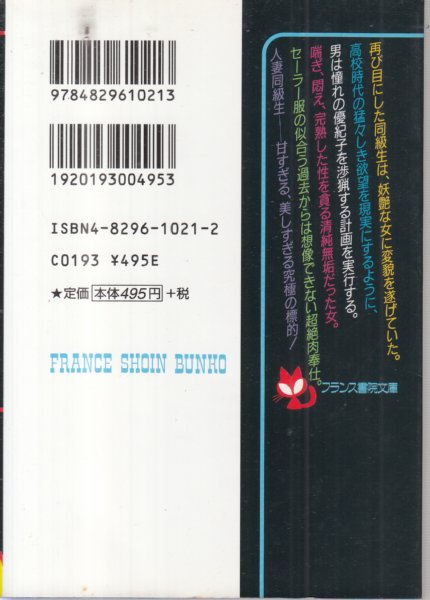 再び目にした同級生は、妖艶な女に変貌を遂げていた。
高校時代の猛々しき欲望を現実にするように、
男は憧れの優紀子を渉猟する計画を実行する。
喘ぎ、悶え、完熟した性を貪る清純無垢だった女。
セーラー服の似合う過去からは想像できない超絶肉奉仕。
人妻同級生——甘すぎる、美しすぎる究極の標的！
フランス書院文庫
9784829610213
1920193004953
ISBN4-8296-1021-2
C0193 ¥495E
★定価 本体495円 +税
FRANCE SHOIN BUNKO